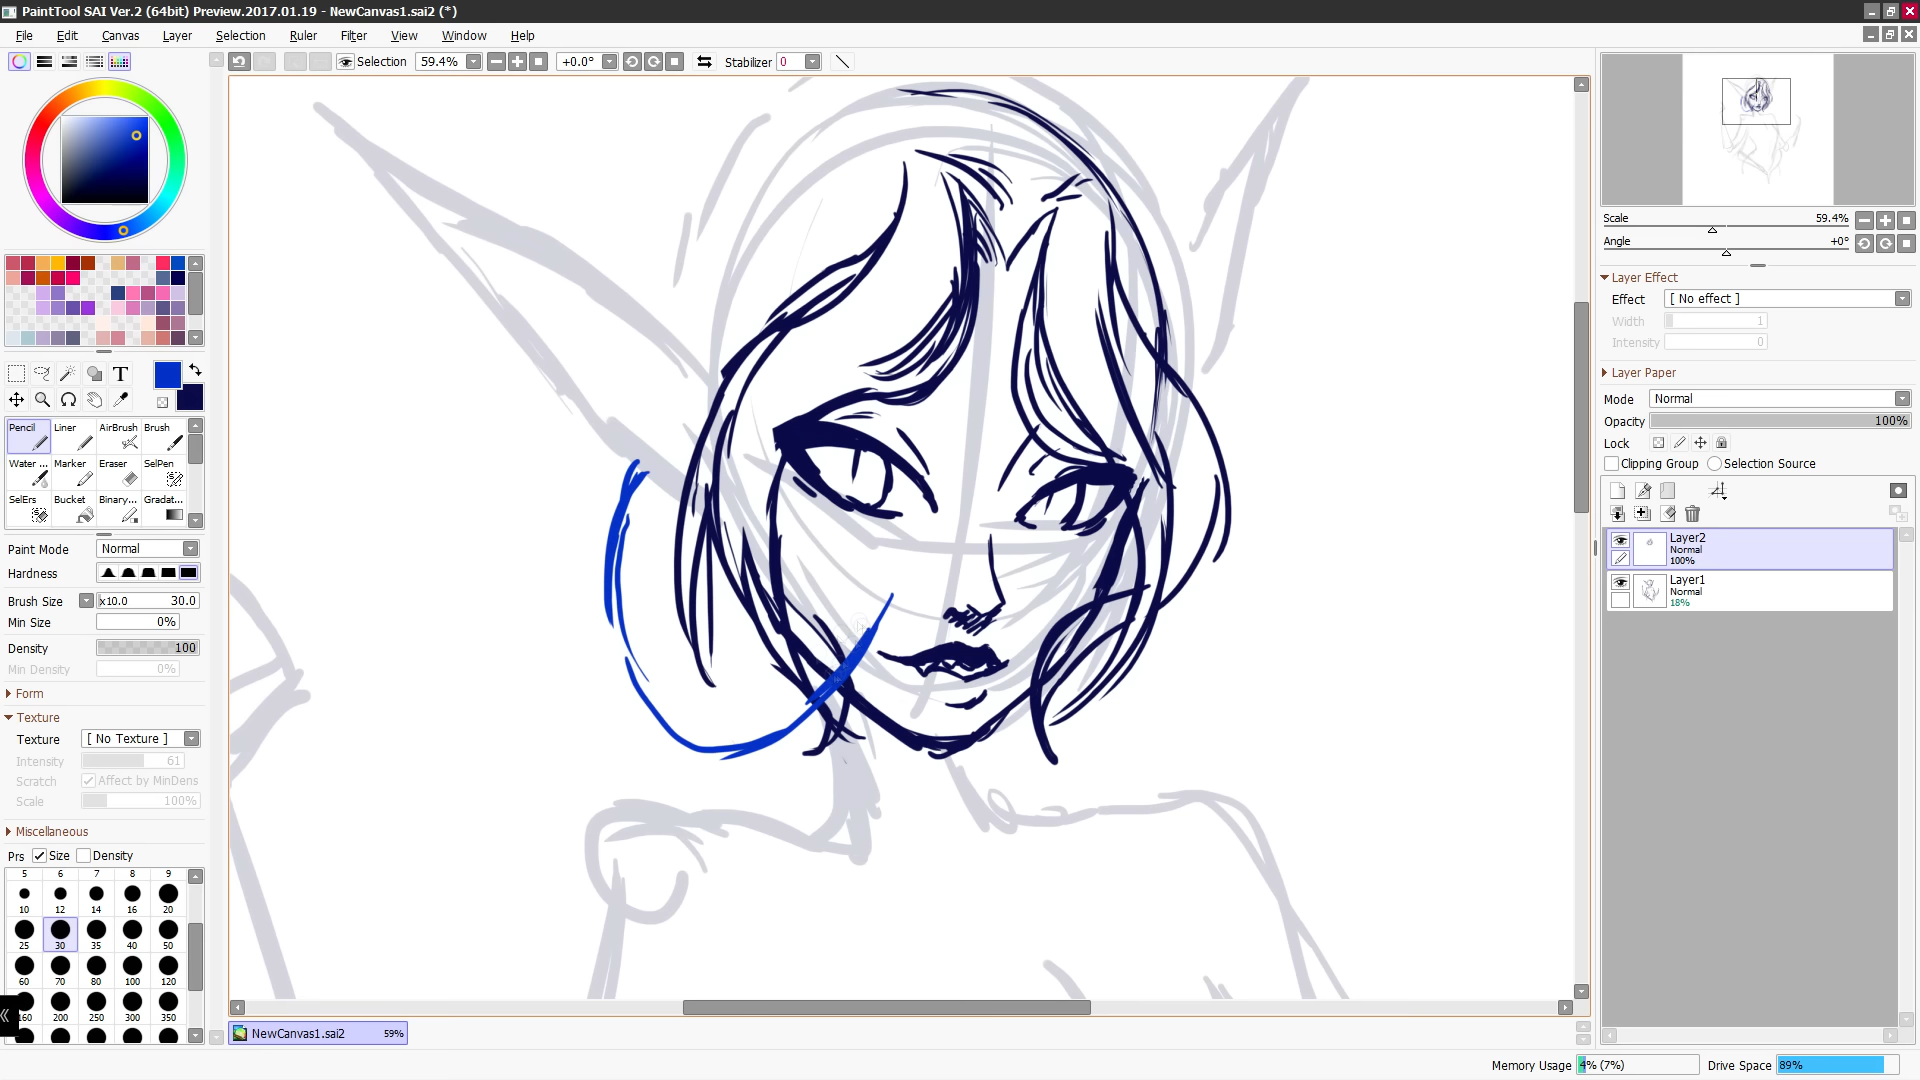 PaintTool SAI Ver.2 (64bit) Preview.2017.01.19 - NewCanvas1.sai2 (*)
File Edit Canvas Layer Selection Ruler Filter View Window Help
Selection 59.4% +0.0° Stabilizer 0
Scale 59.4%
Angle +0°
Layer Effect
Effect [ No effect ]
Width 1
Intensity 0
Layer Paper
Mode Normal
Opacity 100%
Lock
Clipping Group Selection Source
Layer2
Normal
100%
Layer1
Normal
18%
T
Pencil Liner AirBrush Brush
Water ... Marker Eraser SelPen
SelErs Bucket Binary... Gradat...
Paint Mode Normal
Hardness
Brush Size x10.0 30.0
Min Size 0%
Density 100
Min Density 0%
Form
Texture
Texture [ No Texture ]
Intensity 61
Scratch Affect by MinDens
Scale 100%
Miscellaneous
Prs Size Density
5 6 7 8 9
10 12 14 16 20
25 30 35 40 50
60 70 80 100 120
160 200 250 300 350
NewCanvas1.sai2 59%
Memory Usage 4% (7%) Drive Space 89%